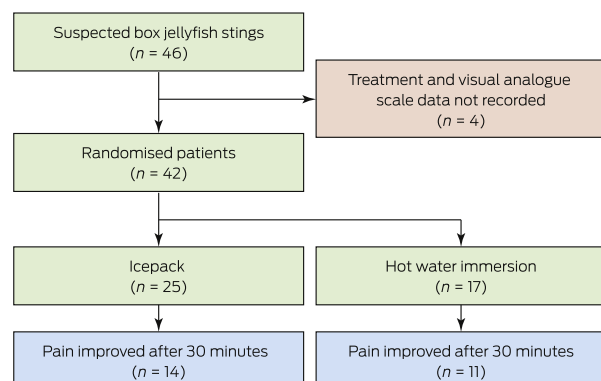 Suspected box jellyfish stings
(n = 46)
Treatment and visual analogue
scale data not recorded
(n = 4)
Randomised patients
(n = 42)
Icepack
(n = 25)
Hot water immersion
(n = 17)
Pain improved after 30 minutes
(n = 14)
Pain improved after 30 minutes
(n = 11)